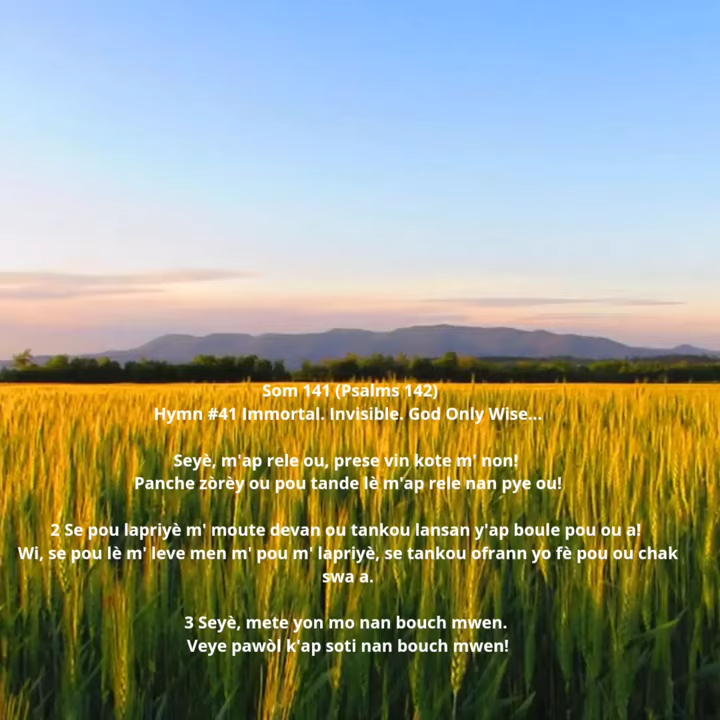 Som 141 (Psalms 142)
Hymn #41 Immortal. Invisible. God Only Wise...
Seyè, m'ap rele ou, prese vin kote m' non!
Panche zòrèy ou pou tande lè m'ap rele nan pye ou!
2 Se pou lapriyè m' moute devan ou tankou lansan y'ap boule pou ou a!
Wi, se pou lè m' leve men m' pou m' lapriyè, se tankou ofrann yo fè pou ou chak
swa a.
3 Seyè, mete yon mo nan bouch mwen.
Veye pawòl k'ap soti nan bouch mwen!